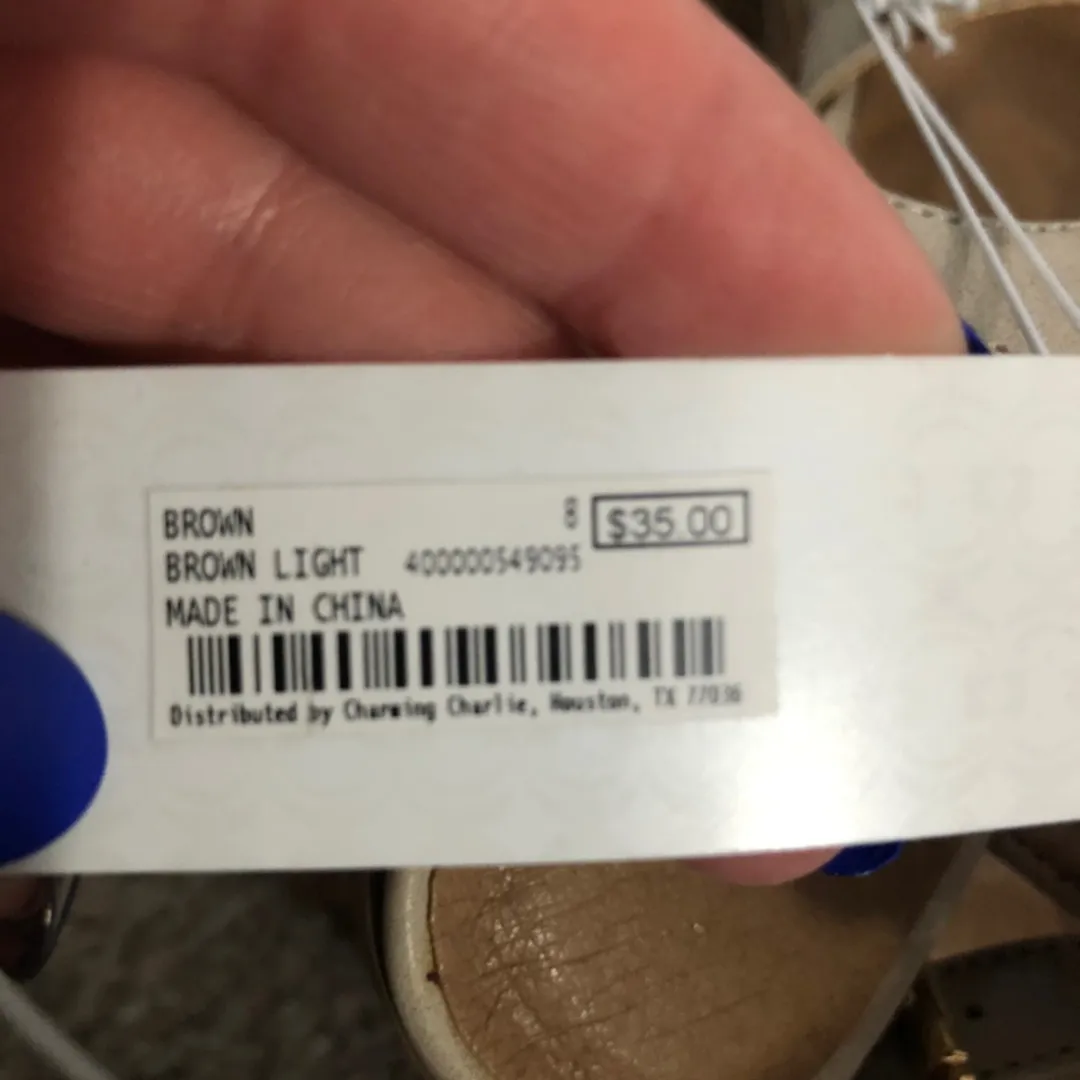 BROWN 8 $35.00
BROWN LIGHT 400000549095
MADE IN CHINA
Distributed by Charming Charlie, Houston, TX 77036